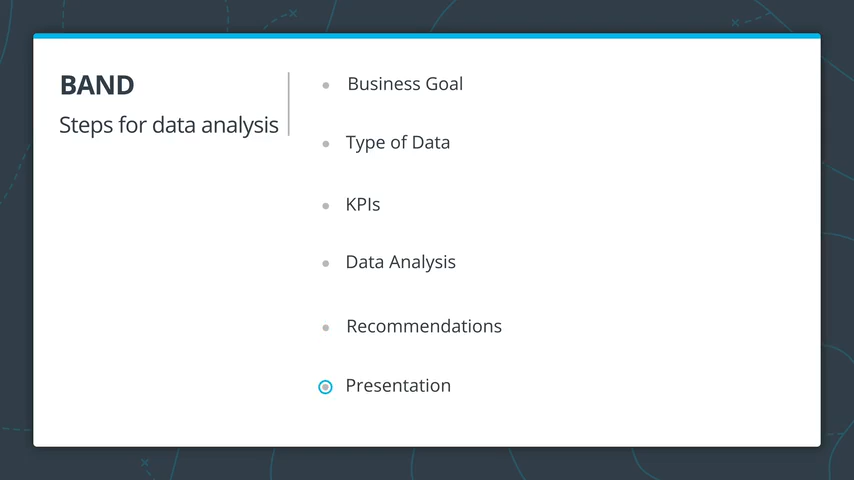 BAND
Steps for data analysis
Business Goal
Type of Data
KPIs
Data Analysis
Recommendations
Presentation